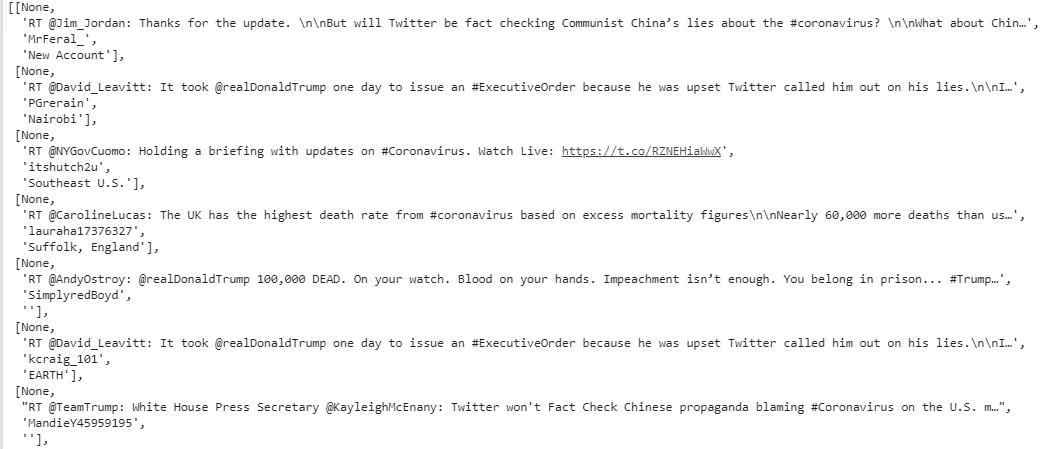 [[None,
'RT @Jim_Jordan: Thanks for the update. \n\nBut will Twitter be fact checking Communist China’s lies about the #coronavirus? \n\nWhat about Chin…',
'MrFeral_',
'New Account'],
[None,
'RT @David_Leavitt: It took @realDonaldTrump one day to issue an #ExecutiveOrder because he was upset Twitter called him out on his lies.\n\nI…',
'PGrerain',
'Nairobi'],
[None,
'RT @NYGovCuomo: Holding a briefing with updates on #Coronavirus. Watch Live: https://t.co/RZNEHiaWwX',
'itshutch2u',
'Southeast U.S.'],
[None,
'RT @CarolineLucas: The UK has the highest death rate from #coronavirus based on excess mortality figures\n\nNearly 60,000 more deaths than us…',
'lauraha17376327',
'Suffolk, England'],
[None,
'RT @AndyOstroy: @realDonaldTrump 100,000 DEAD. On your watch. Blood on your hands. Impeachment isn’t enough. You belong in prison... #Trump…',
'SimplyredBoyd',
''],
[None,
'RT @David_Leavitt: It took @realDonaldTrump one day to issue an #ExecutiveOrder because he was upset Twitter called him out on his lies.\n\nI…',
'kcraig_101',
'EARTH'],
[None,
"RT @TeamTrump: White House Press Secretary @KayleighMcEnany: Twitter won't Fact Check Chinese propaganda blaming #Coronavirus on the U.S. m…",
'MandieY45959195',
''],